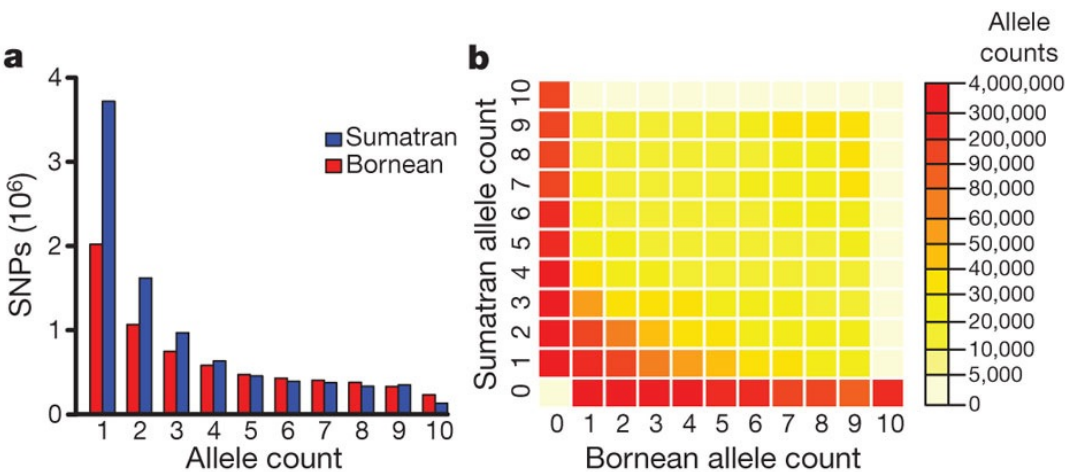 a
SNPs (10⁶)
4
3
2
1
0
Sumatran
Bornean
1 2 3 4 5 6 7 8 9 10
Allele count
b
Sumatran allele count
10
9
8
7
6
5
4
3
2
1
0
0 1 2 3 4 5 6 7 8 9 10
Bornean allele count
Allele
counts
4,000,000
300,000
200,000
90,000
80,000
60,000
50,000
40,000
30,000
20,000
10,000
5,000
0